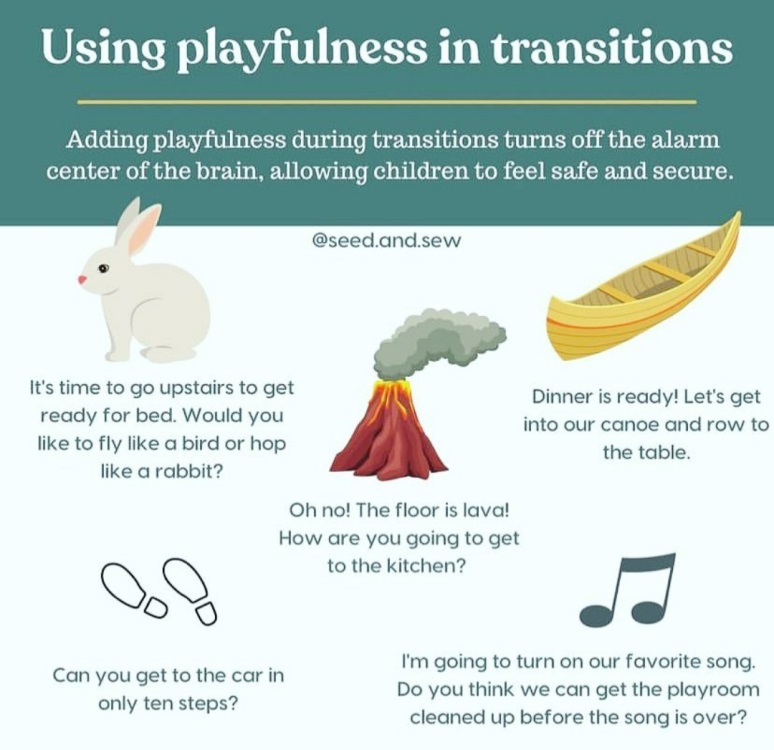 Using playfulness in transitions
Adding playfulness during transitions turns off the alarm
center of the brain, allowing children to feel safe and secure.
@seed.and.sew
It's time to go upstairs to get
ready for bed. Would you
like to fly like a bird or hop
like a rabbit?
Dinner is ready! Let's get
into our canoe and row to
the table.
Oh no! The floor is lava!
How are you going to get
to the kitchen?
Can you get to the car in
only ten steps?
I'm going to turn on our favorite song.
Do you think we can get the playroom
cleaned up before the song is over?